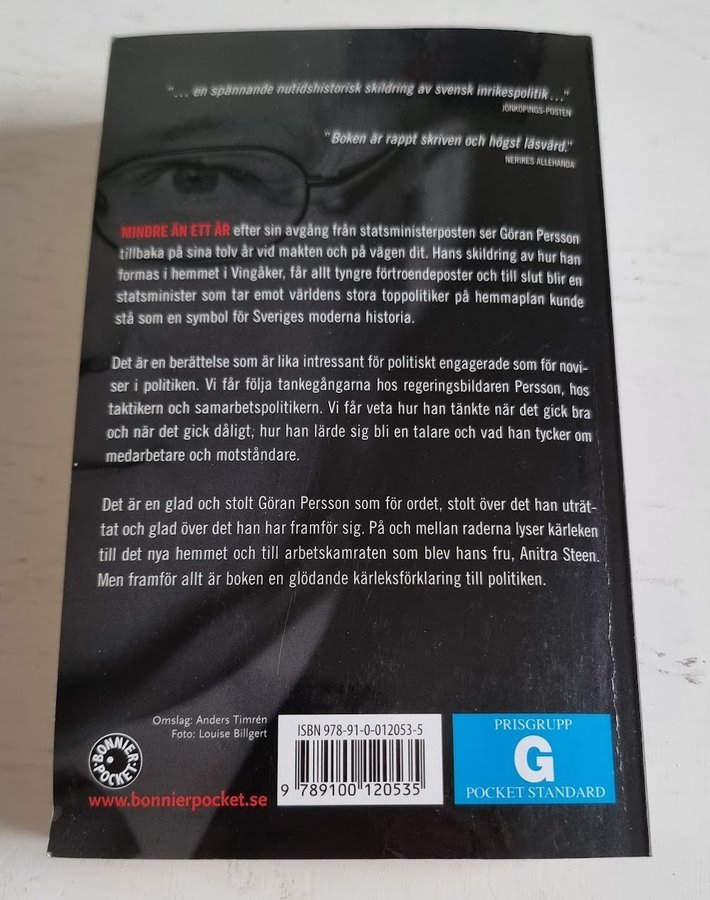 "... en spännande nutidshistorisk skildring av svensk inrikespolitik ..."
JÖNKÖPINGS-POSTEN
"Boken är rappt skriven och högst läsvärd."
NERIKES ALLEHANDA
MINDRE ÄN ETT ÅR efter sin avgång från statsministerposten ser Göran Persson
tillbaka på sina tolv år vid makten och på vägen dit. Hans skildring av hur han
formas i hemmet i Vingåker, får allt tyngre förtroendeposter och till slut blir en
statsminister som tar emot världens stora toppolitiker på hemmaplan kunde
stå som en symbol för Sveriges moderna historia.
Det är en berättelse som är lika intressant för politiskt engagerade som för novi-
ser i politiken. Vi får följa tankegångarna hos regeringsbildaren Persson, hos
taktikern och samarbetspolitikern. Vi får veta hur han tänkte när det gick bra
och när det gick dåligt, hur han lärde sig bli en talare och vad han tycker om
medarbetare och motståndare.
Det är en glad och stolt Göran Persson som för ordet, stolt över det han uträt-
tat och glad över det han har framför sig. På och mellan raderna lyser kärleken
till det nya hemmet och till arbetskamraten som blev hans fru, Anitra Steen.
Men framför allt är boken en glödande kärleksförklaring till politiken.
Omslag: Anders Timrén
Foto: Louise Billgert
BONNIER POCKET
www.bonnierpocket.se
ISBN 978-91-0-012053-5
9 789100 120535
PRISGRUPP
G
POCKET STANDARD